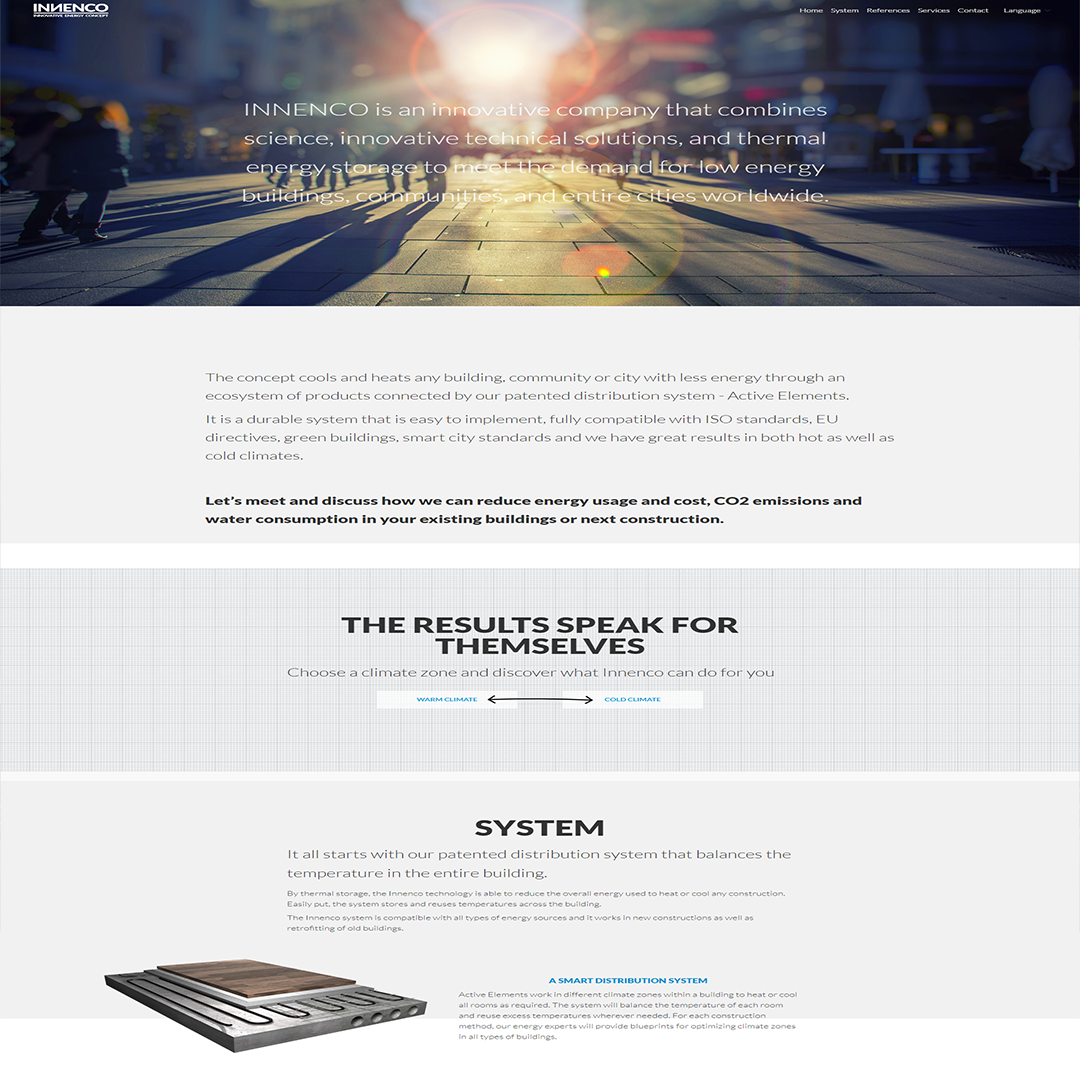 INNENCO
INNOVATIVE ENERGY CONCEPT
Home System References Services Contact Language
INNENCO is an innovative company that combines
science, innovative technical solutions, and thermal
energy storage to meet the demand for low energy
buildings, communities, and entire cities worldwide.
The concept cools and heats any building, community or city with less energy through an
ecosystem of products connected by our patented distribution system - Active Elements.
It is a durable system that is easy to implement, fully compatible with ISO standards, EU
directives, green buildings, smart city standards and we have great results in both hot as well as
cold climates.
Let's meet and discuss how we can reduce energy usage and cost, CO2 emissions and
water consumption in your existing buildings or next construction.
THE RESULTS SPEAK FOR
THEMSELVES
Choose a climate zone and discover what Innenco can do for you
WARM CLIMATE COLD CLIMATE
SYSTEM
It all starts with our patented distribution system that balances the
temperature in the entire building.
By thermal storage, the Innenco technology is able to reduce the overall energy used to heat or cool any construction.
Easily put, the system stores and reuses temperatures across the building.
The Innenco system is compatible with all types of energy sources and it works in new constructions as well as
retrofitting of old buildings.
A SMART DISTRIBUTION SYSTEM
Active Elements work in different climate zones within a building to heat or cool
all rooms as required. The system will balance the temperature of each room
and reuse excess temperatures wherever needed. For each construction
method, our energy experts will provide blueprints for optimizing climate zones
in all types of buildings.